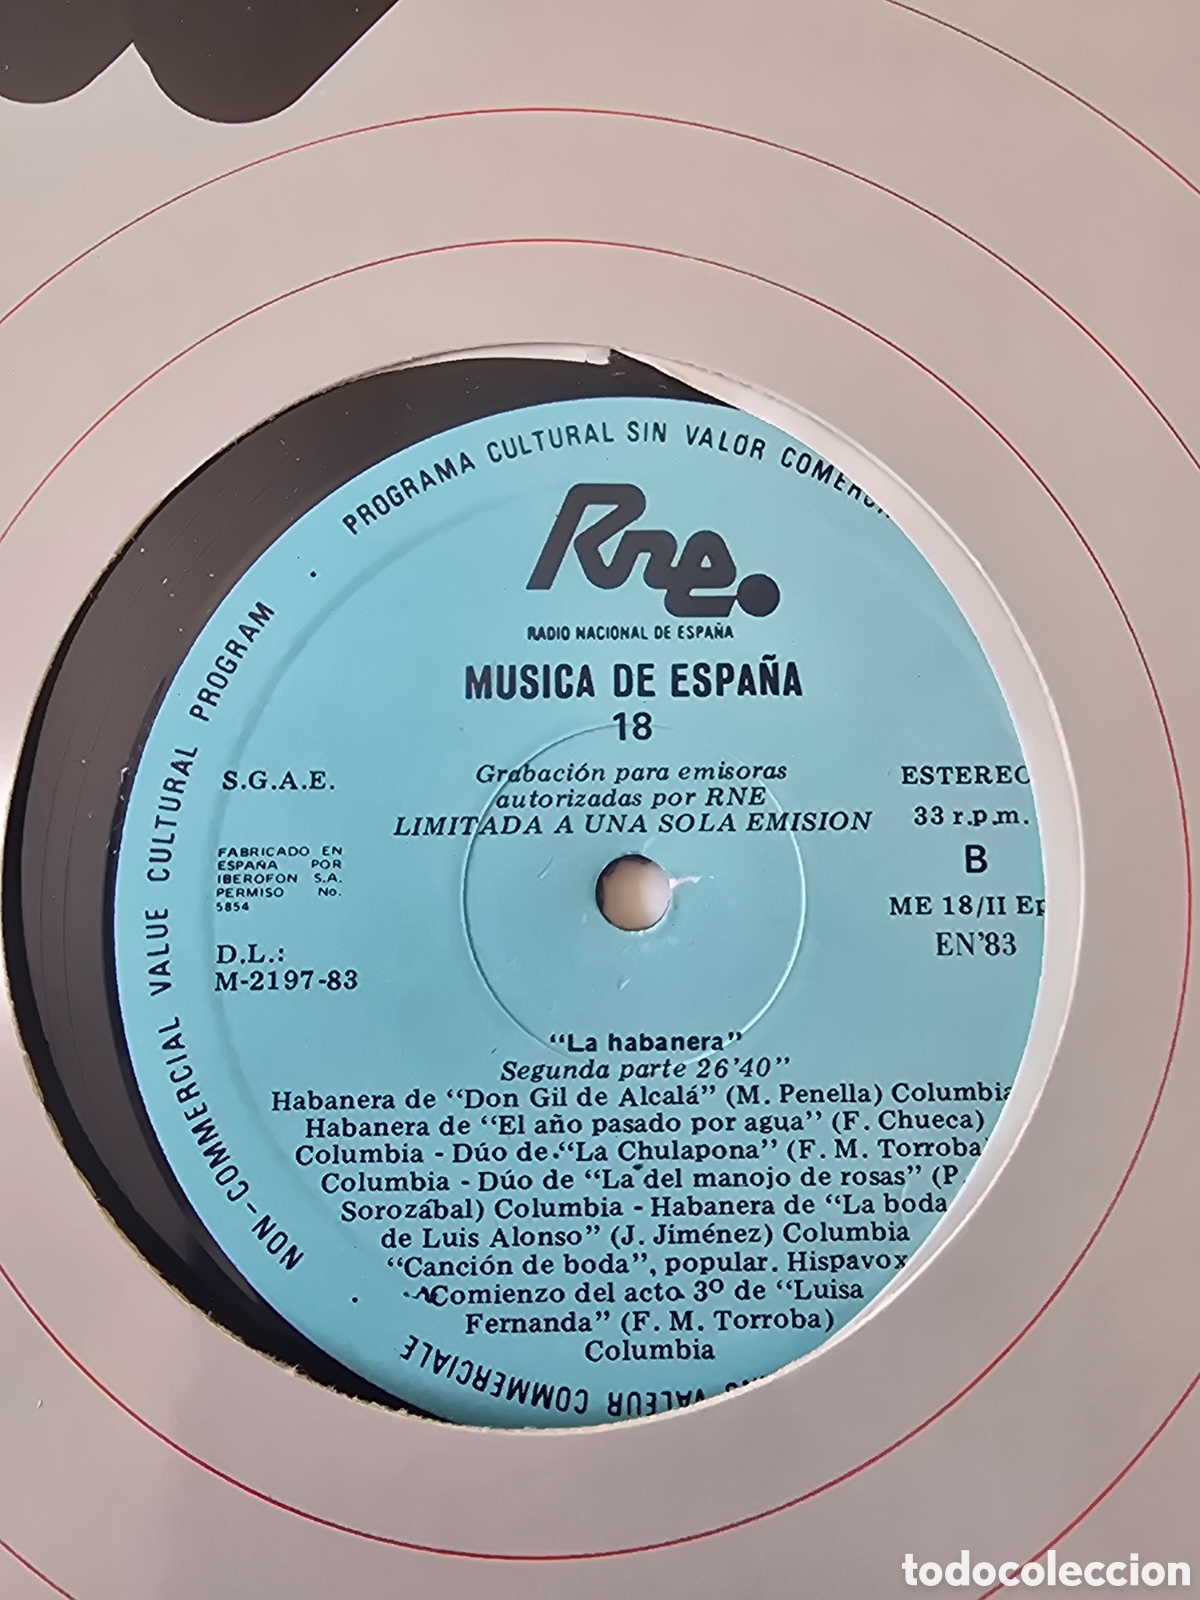 PROGRAMA CULTURAL SIN VALOR
NON-COMMERCIAL VALUE CULTURAL PROGRAM
Rne.
RADIO NACIONAL DE ESPAÑA
MUSICA DE ESPAÑA
18
Grabación para emisoras
autorizadas por RNE
LIMITADA A UNA SOLA EMISION
S.G.A.E.
FABRICADO EN
ESPAÑA POR
IBEROFON S.A.
PERMISO No.
5854
D.L.:
M-2197-83
ESTEREO
33 r.p.m.
B
ME 18/II Ep
EN'83
"La habanera"
Segunda parte 26'40"
Habanera de "Don Gil de Alcalá" (M. Penella) Columbia
Habanera de "El año pasado por agua" (F. Chueca)
Columbia - Dúo de "La Chulapona" (F. M. Torroba
Columbia - Dúo de "La del manojo de rosas" (P.
Sorozábal) Columbia - Habanera de "La boda
de Luis Alonso" (J. Jiménez) Columbia
"Canción de boda", popular. Hispavox
Comienzo del acto 3º de "Luisa
Fernanda" (F. M. Torroba)
Columbia
VALEUR COMMERCIALE
todocoleccion